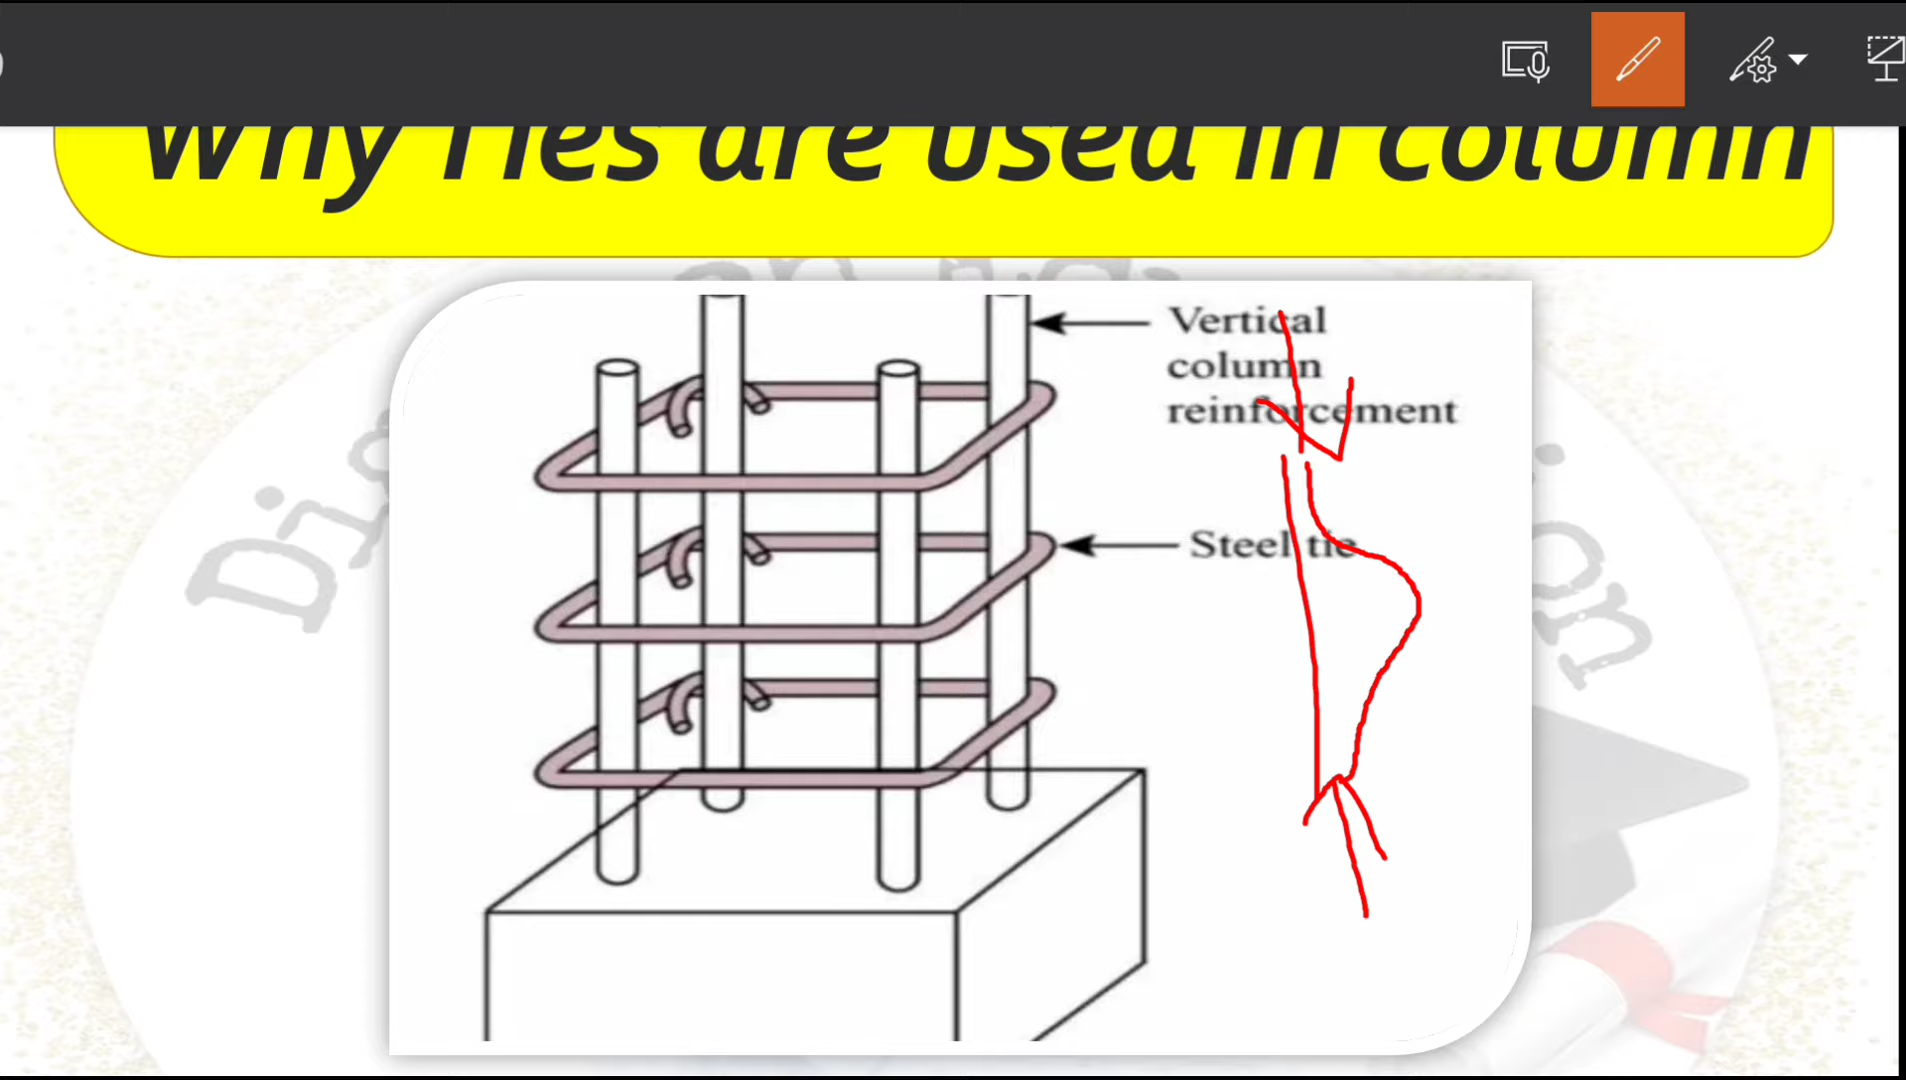 Why Ties are used in column
Vertical
column
reinforcement
Steel tie